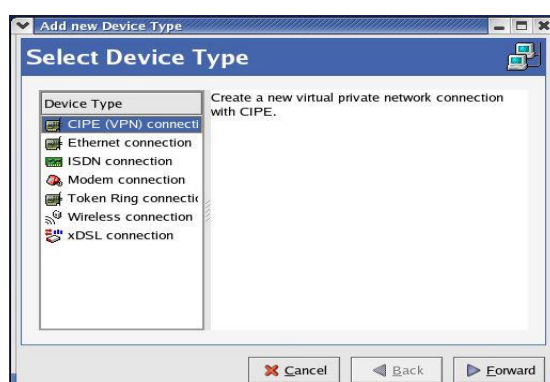 Add new Device Type
Select Device Type
Device Type
CIPE (VPN) connecti
Ethernet connection
ISDN connection
Modem connection
Token Ring connectic
Wireless connection
xDSL connection
Create a new virtual private network connection
with CIPE.
Cancel
Back
Forward